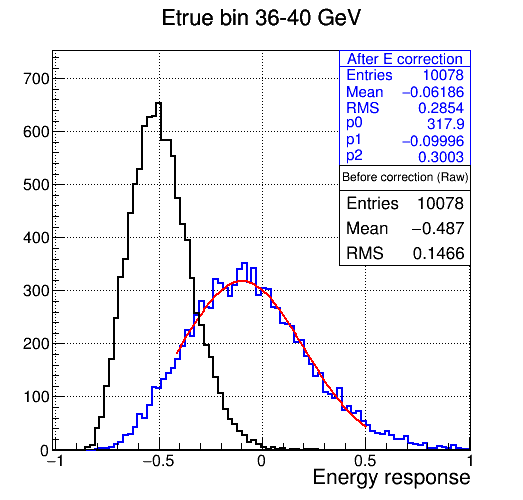 Etrue bin 36-40 GeV
After E correction
Entries 10078
Mean −0.06186
RMS 0.2854
p0 317.9
p1 −0.09996
p2 0.3003
Before correction (Raw)
Entries 10078
Mean −0.487
RMS 0.1466
700
600
500
400
300
200
100
0
−1 −0.5 0 0.5 1
Energy response